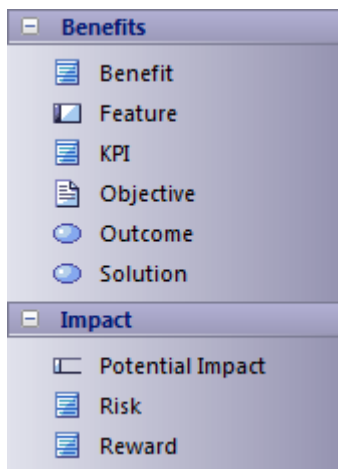 Benefits
Benefit
Feature
KPI
Objective
Outcome
Solution
Impact
Potential Impact
Risk
Reward